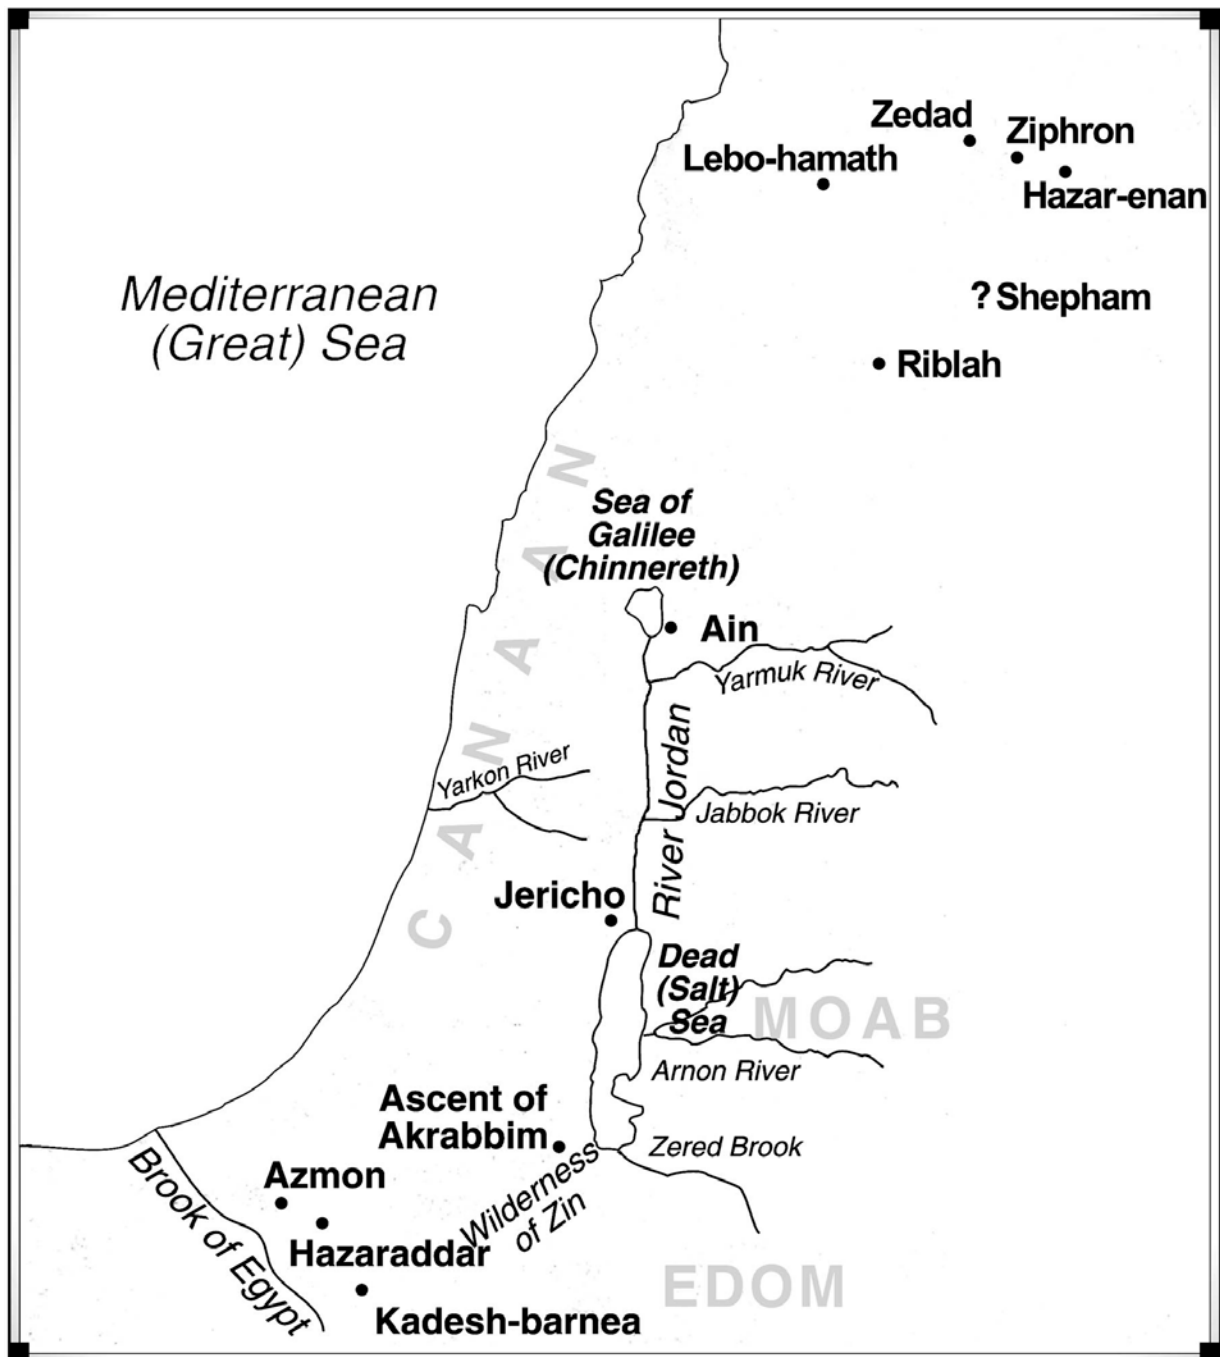 Zedad
Ziphron
Lebo-hamath
Hazar-enan
Mediterranean
(Great) Sea
? Shepham
Riblah
CANAAN
Sea of
Galilee
(Chinnereth)
Ain
Yarmuk River
River Jordan
Yarkon River
Jabbok River
Jericho
Dead
(Salt)
Sea
MOAB
Arnon River
Ascent of
Akrabbim
Zered Brook
Wilderness
of Zin
Azmon
Brook of Egypt
Hazaraddar
EDOM
Kadesh-barnea